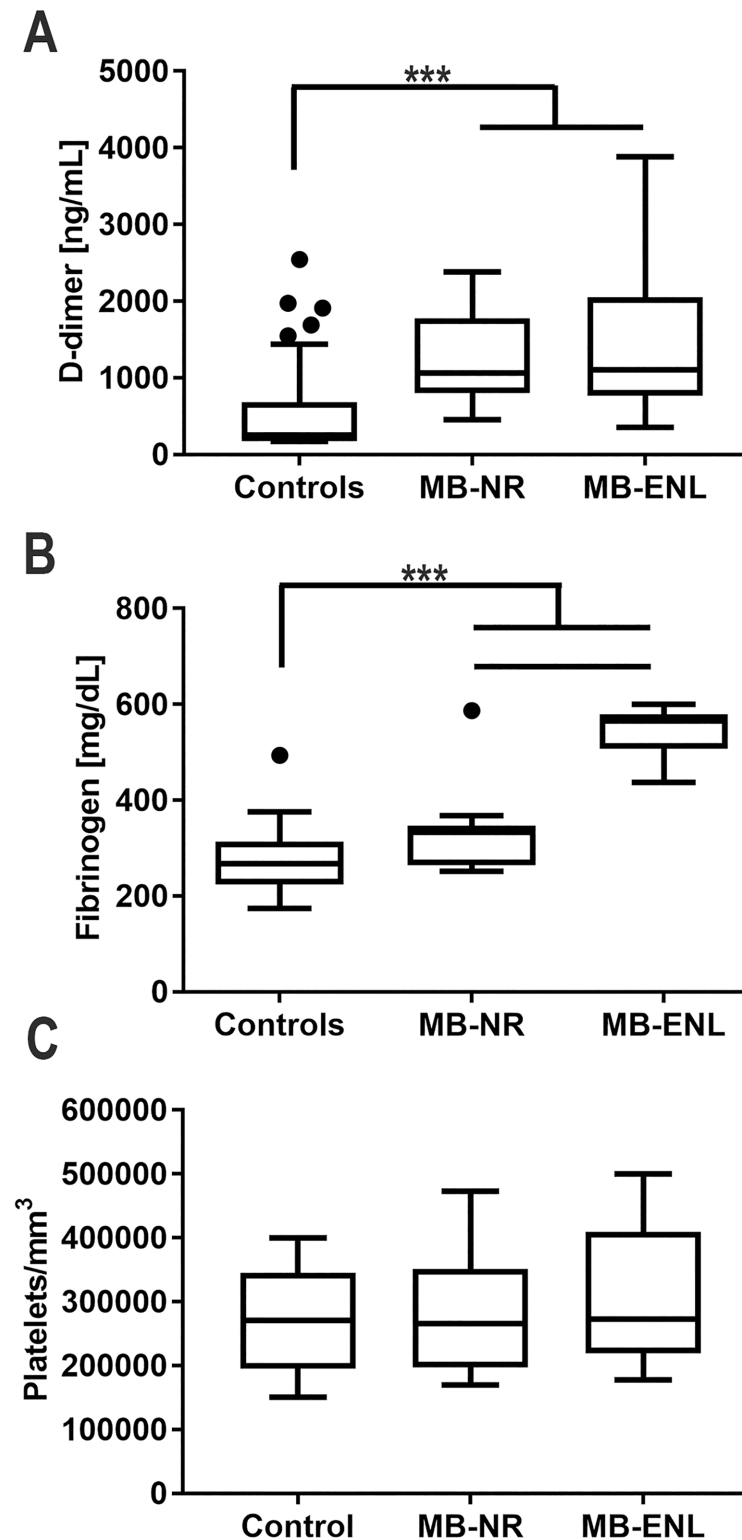 A
D-dimer [ng/mL]
5000
4000
3000
2000
1000
0
***
Controls MB-NR MB-ENL
B
Fibrinogen [mg/dL]
800
600
400
200
0
***
Controls MB-NR MB-ENL
C
Platelets/mm³
600000
500000
400000
300000
200000
100000
0
Control MB-NR MB-ENL